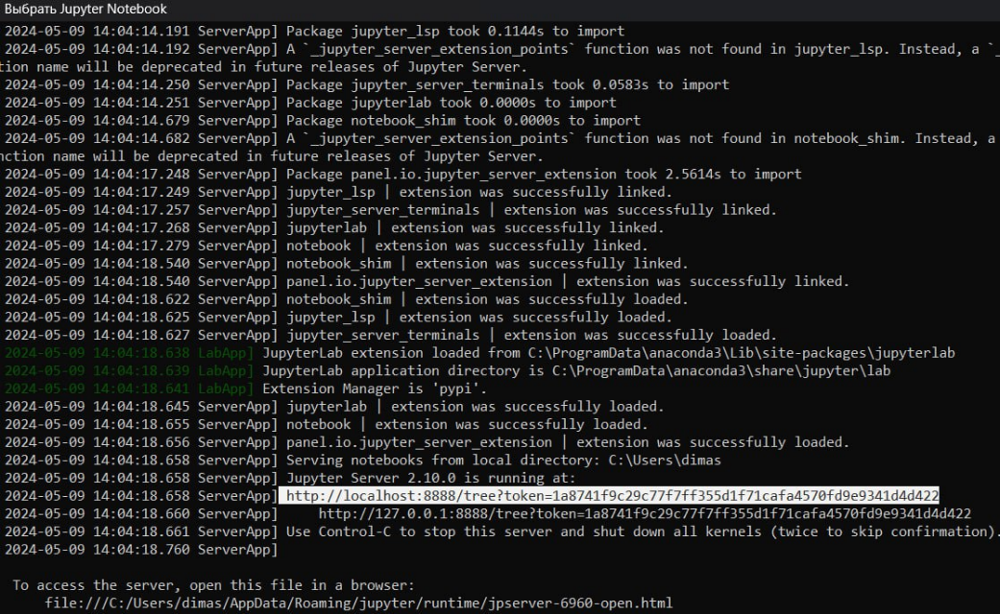 Выбрать Jupyter Notebook
2024-05-09 14:04:14.191 ServerApp] Package jupyter_lsp took 0.1144s to import
2024-05-09 14:04:14.192 ServerApp] A `_jupyter_server_extension_points` function was not found in jupyter_lsp. Instead, a `_
tion name will be deprecated in future releases of Jupyter Server.
2024-05-09 14:04:14.250 ServerApp] Package jupyter_server_terminals took 0.0583s to import
2024-05-09 14:04:14.251 ServerApp] Package jupyterlab took 0.0000s to import
2024-05-09 14:04:14.679 ServerApp] Package notebook_shim took 0.0000s to import
2024-05-09 14:04:14.682 ServerApp] A `_jupyter_server_extension_points` function was not found in notebook_shim. Instead, a
nction name will be deprecated in future releases of Jupyter Server.
2024-05-09 14:04:17.248 ServerApp] Package panel.io.jupyter_server_extension took 2.5614s to import
2024-05-09 14:04:17.249 ServerApp] jupyter_lsp | extension was successfully linked.
2024-05-09 14:04:17.257 ServerApp] jupyter_server_terminals | extension was successfully linked.
2024-05-09 14:04:17.268 ServerApp] jupyterlab | extension was successfully linked.
2024-05-09 14:04:17.279 ServerApp] notebook | extension was successfully linked.
2024-05-09 14:04:18.540 ServerApp] notebook_shim | extension was successfully linked.
2024-05-09 14:04:18.540 ServerApp] panel.io.jupyter_server_extension | extension was successfully linked.
2024-05-09 14:04:18.622 ServerApp] notebook_shim | extension was successfully loaded.
2024-05-09 14:04:18.625 ServerApp] jupyter_lsp | extension was successfully loaded.
2024-05-09 14:04:18.627 ServerApp] jupyter_server_terminals | extension was successfully loaded.
2024-05-09 14:04:18.638 LabApp] JupyterLab extension loaded from C:\ProgramData\anaconda3\Lib\site-packages\jupyterlab
2024-05-09 14:04:18.639 LabApp] JupyterLab application directory is C:\ProgramData\anaconda3\share\jupyter\lab
2024-05-09 14:04:18.641 LabApp] Extension Manager is 'pypi'.
2024-05-09 14:04:18.645 ServerApp] jupyterlab | extension was successfully loaded.
2024-05-09 14:04:18.655 ServerApp] notebook | extension was successfully loaded.
2024-05-09 14:04:18.656 ServerApp] panel.io.jupyter_server_extension | extension was successfully loaded.
2024-05-09 14:04:18.658 ServerApp] Serving notebooks from local directory: C:\Users\dimas
2024-05-09 14:04:18.658 ServerApp] Jupyter Server 2.10.0 is running at:
2024-05-09 14:04:18.658 ServerApp] http://localhost:8888/tree?token=1a8741f9c29c77f7ff355d1f71cafa4570fd9e9341d4d422
2024-05-09 14:04:18.660 ServerApp]     http://127.0.0.1:8888/tree?token=1a8741f9c29c77f7ff355d1f71cafa4570fd9e9341d4d422
2024-05-09 14:04:18.661 ServerApp] Use Control-C to stop this server and shut down all kernels (twice to skip confirmation).
2024-05-09 14:04:18.760 ServerApp]
To access the server, open this file in a browser:
file:///C:/Users/dimas/AppData/Roaming/jupyter/runtime/jpserver-6960-open.html